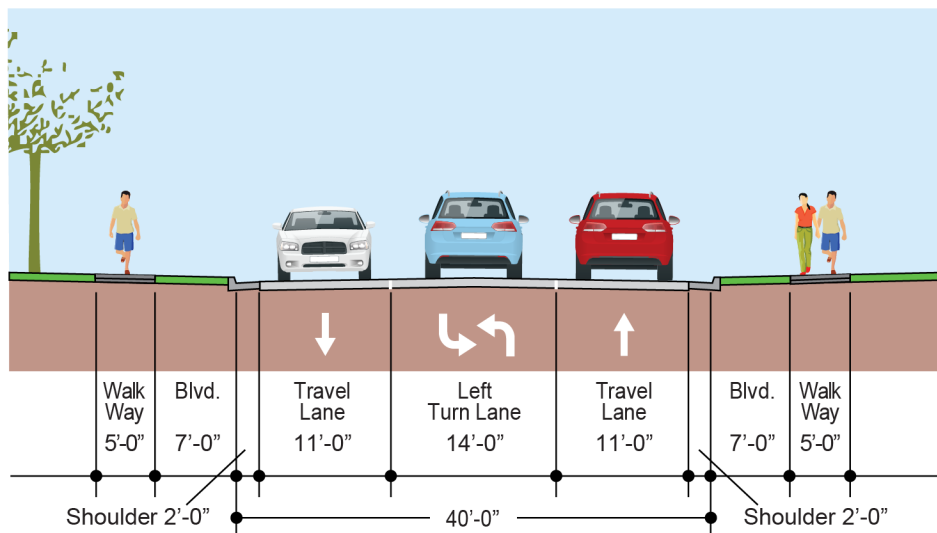 Walk
Way
5’-0”
Blvd.
7’-0”
Travel
Lane
11’-0”
Left
Turn Lane
14’-0”
Travel
Lane
11’-0”
Blvd.
7’-0”
Walk
Way
5’-0”
Shoulder 2’-0”
40’-0”
Shoulder 2’-0”